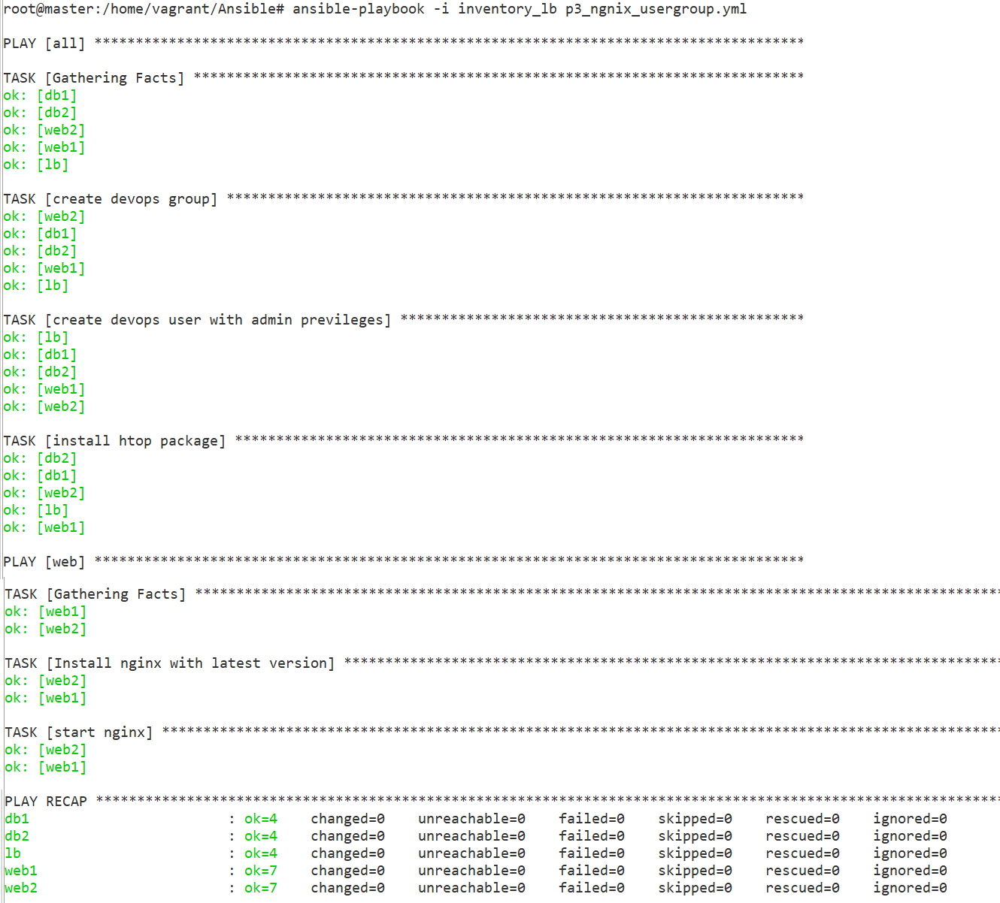 root@master:/home/vagrant/Ansible# ansible-playbook -i inventory_lb p3_ngnix_usergroup.yml
PLAY [all] **************************************************************************************
TASK [Gathering Facts] **************************************************************************
ok: [db1]
ok: [db2]
ok: [web2]
ok: [web1]
ok: [lb]
TASK [create devops group] **********************************************************************
ok: [web2]
ok: [db1]
ok: [db2]
ok: [web1]
ok: [lb]
TASK [create devops user with admin previleges] *************************************************
ok: [lb]
ok: [db1]
ok: [db2]
ok: [web1]
ok: [web2]
TASK [install htop package] *********************************************************************
ok: [db2]
ok: [db1]
ok: [web2]
ok: [lb]
ok: [web1]
PLAY [web] **************************************************************************************
TASK [Gathering Facts] **************************************************************************************************
ok: [web1]
ok: [web2]
TASK [Install nginx with latest version] ********************************************************************************
ok: [web2]
ok: [web1]
TASK [start nginx] ******************************************************************************************************
ok: [web2]
ok: [web1]
PLAY RECAP **************************************************************************************************************
db1 : ok=4 changed=0 unreachable=0 failed=0 skipped=0 rescued=0 ignored=0
db2 : ok=4 changed=0 unreachable=0 failed=0 skipped=0 rescued=0 ignored=0
lb : ok=4 changed=0 unreachable=0 failed=0 skipped=0 rescued=0 ignored=0
web1 : ok=7 changed=0 unreachable=0 failed=0 skipped=0 rescued=0 ignored=0
web2 : ok=7 changed=0 unreachable=0 failed=0 skipped=0 rescued=0 ignored=0